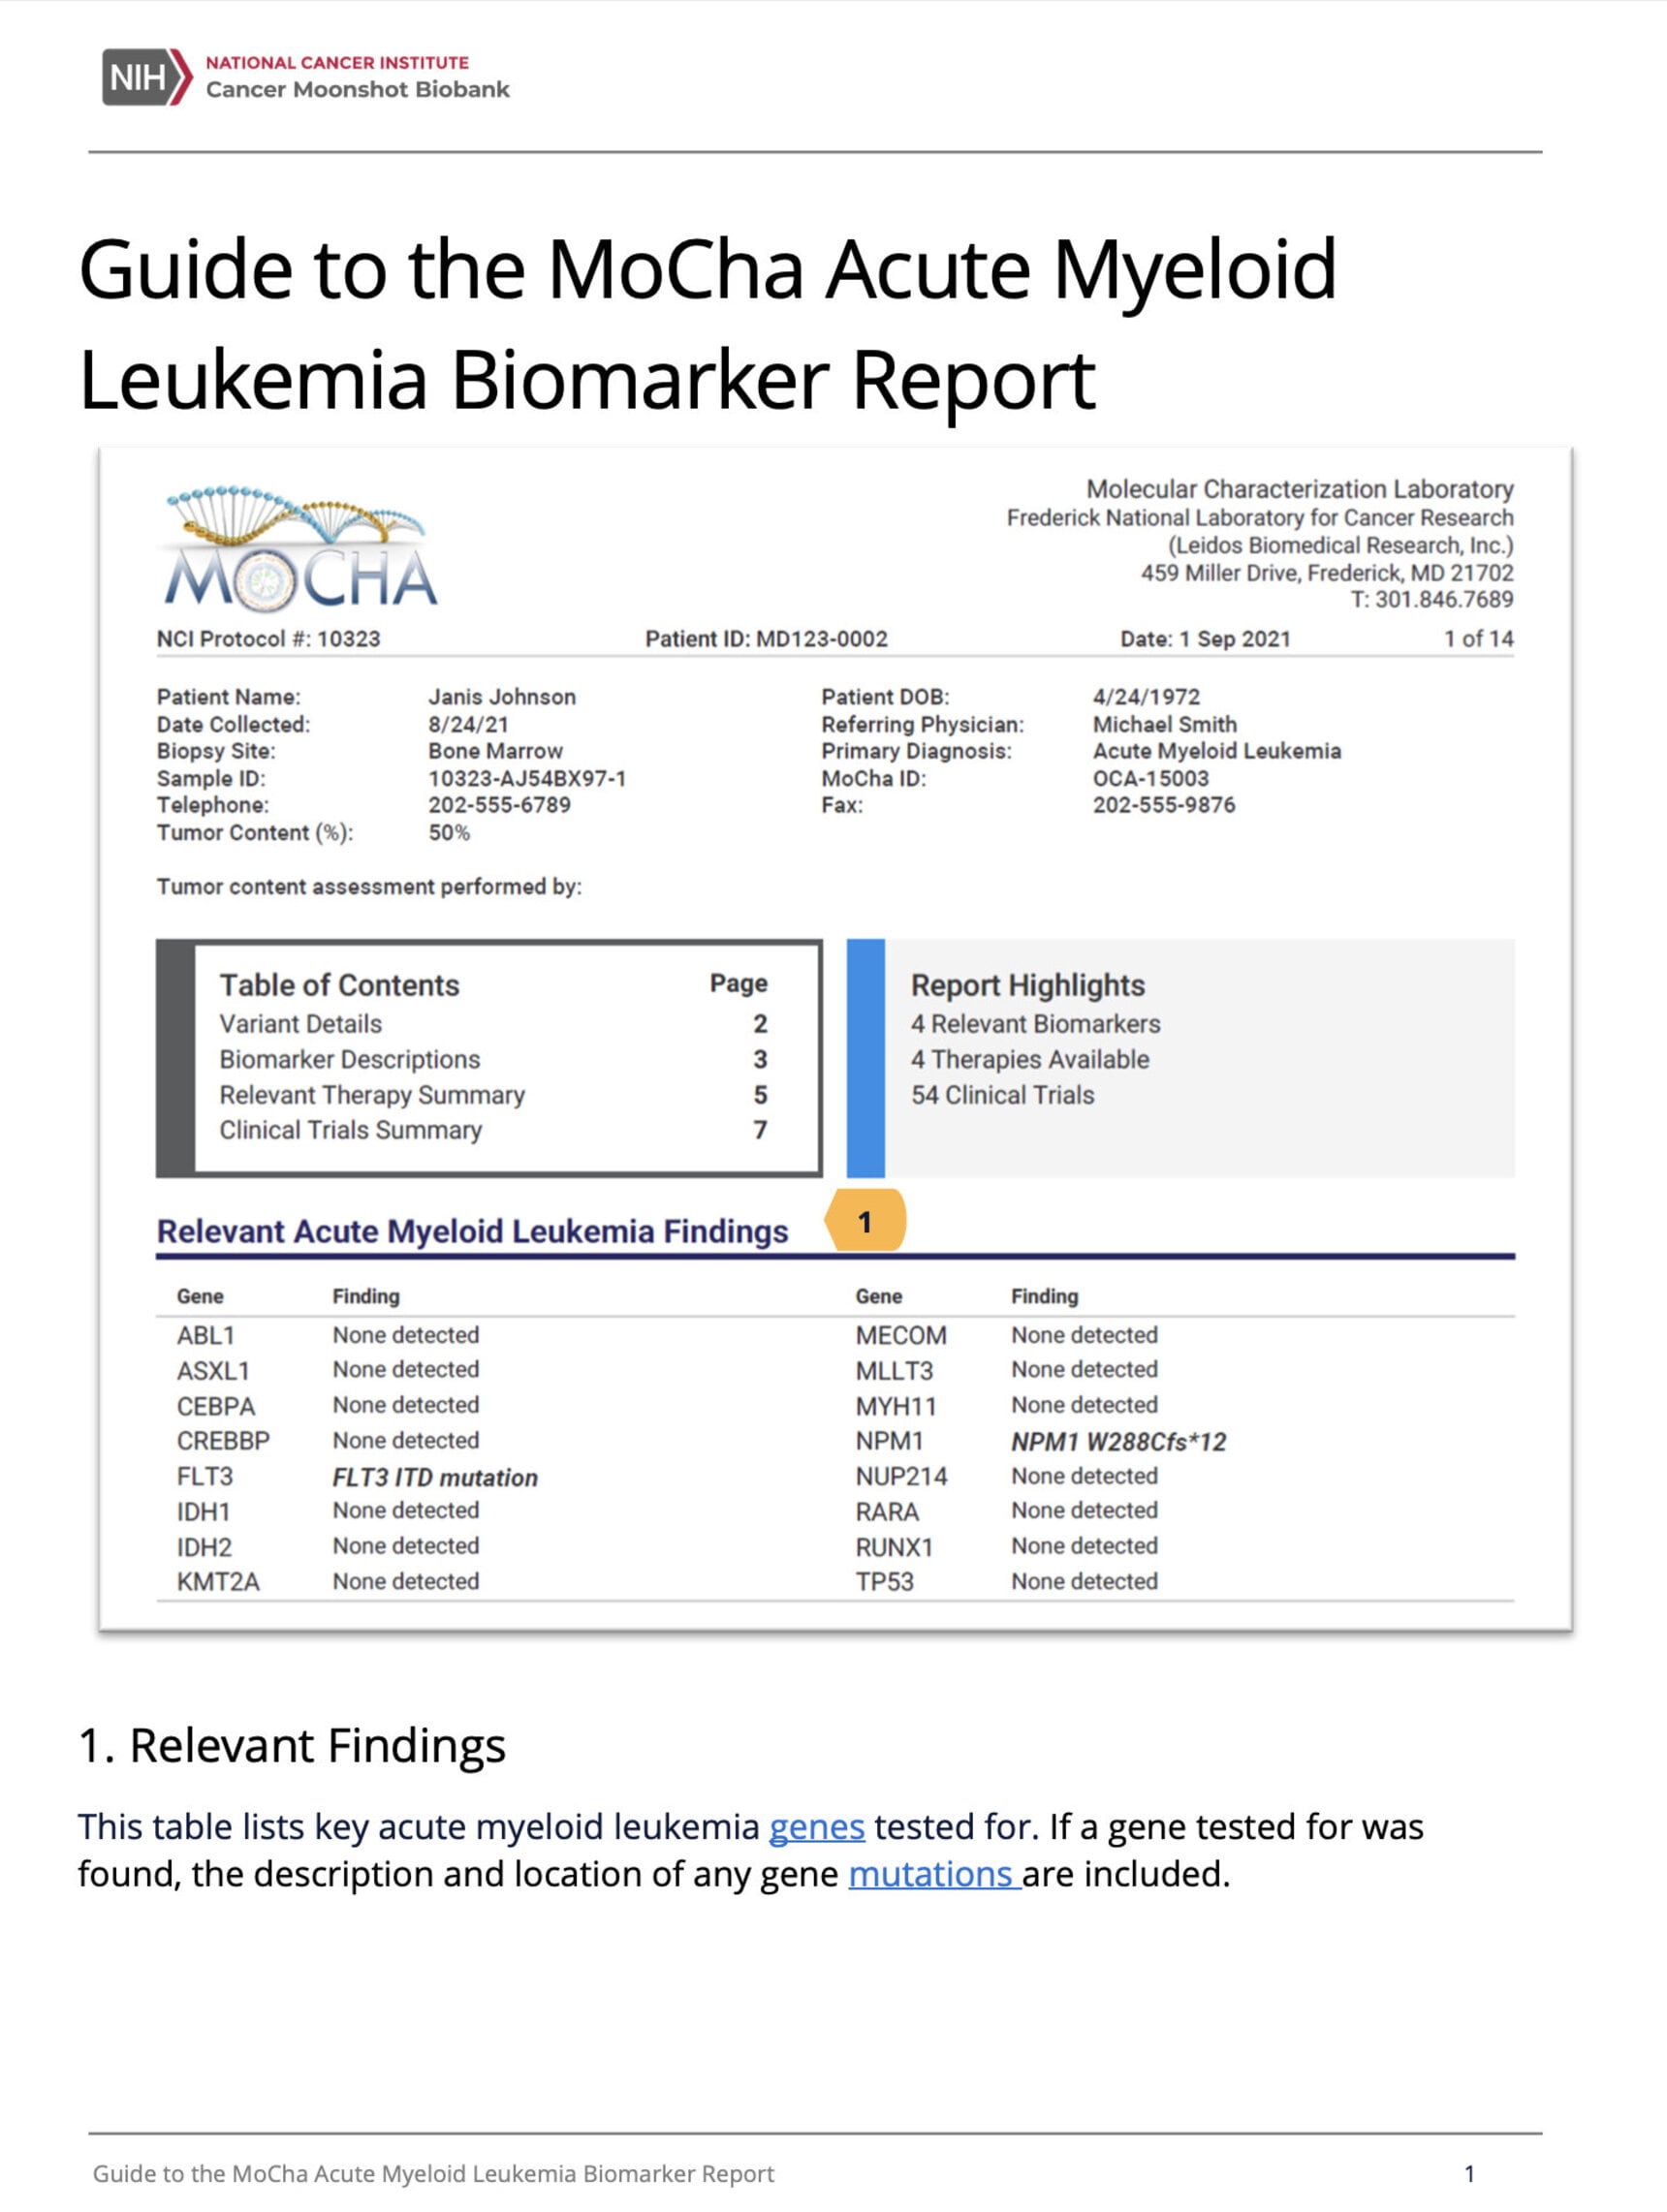 NIH
NATIONAL CANCER INSTITUTE
Cancer Moonshot Biobank
Guide to the MoCha Acute Myeloid
Leukemia Biomarker Report
MOCHA
Molecular Characterization Laboratory
Frederick National Laboratory for Cancer Research
(Leidos Biomedical Research, Inc.)
459 Miller Drive, Frederick, MD 21702
T: 301.846.7689
NCI Protocol #: 10323 Patient ID: MD123-0002 Date: 1 Sep 2021 1 of 14
Patient Name: Janis Johnson Patient DOB: 4/24/1972
Date Collected: 8/24/21 Referring Physician: Michael Smith
Biopsy Site: Bone Marrow Primary Diagnosis: Acute Myeloid Leukemia
Sample ID: 10323-AJ54BX97-1 MoCha ID: OCA-15003
Telephone: 202-555-6789 Fax: 202-555-9876
Tumor Content (%): 50%
Tumor content assessment performed by:
Table of Contents Page
Variant Details 2
Biomarker Descriptions 3
Relevant Therapy Summary 5
Clinical Trials Summary 7
Report Highlights
4 Relevant Biomarkers
4 Therapies Available
54 Clinical Trials
Relevant Acute Myeloid Leukemia Findings 1
Gene Finding Gene Finding
ABL1 None detected MECOM None detected
ASXL1 None detected MLLT3 None detected
CEBPA None detected MYH11 None detected
CREBBP None detected NPM1 NPM1 W288Cfs*12
FLT3 FLT3 ITD mutation NUP214 None detected
IDH1 None detected RARA None detected
IDH2 None detected RUNX1 None detected
KMT2A None detected TP53 None detected
1. Relevant Findings
This table lists key acute myeloid leukemia genes tested for. If a gene tested for was
found, the description and location of any gene mutations are included.
Guide to the MoCha Acute Myeloid Leukemia Biomarker Report 1